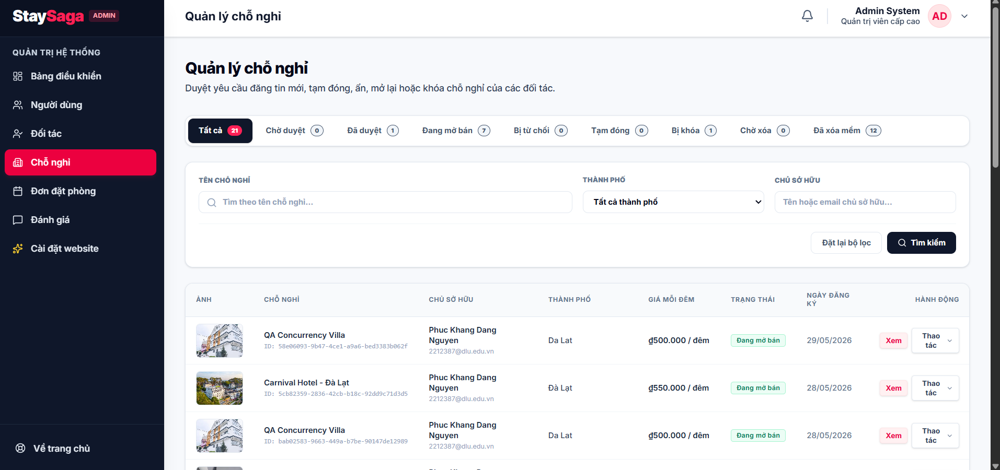 StaySaga ADMIN
QUẢN TRỊ HỆ THỐNG
Bảng điều khiển
Người dùng
Đối tác
Chỗ nghỉ
Đơn đặt phòng
Đánh giá
Cài đặt website
Về trang chủ
Quản lý chỗ nghỉ
Admin System
Quản trị viên cấp cao
AD
Quản lý chỗ nghỉ
Duyệt yêu cầu đăng tin mới, tạm đóng, ẩn, mở lại hoặc khóa chỗ nghỉ của các đối tác.
Tất cả 21 Chờ duyệt 0 Đã duyệt 1 Đang mở bán 7 Bị từ chối 0 Tạm đóng 0 Bị khóa 1 Chờ xóa 0 Đã xóa mềm 12
TÊN CHỖ NGHỈ THÀNH PHỐ CHỦ SỞ HỮU
Tìm theo tên chỗ nghỉ... Tất cả thành phố Tên hoặc email chủ sở hữu...
Đặt lại bộ lọc Tìm kiếm
ẢNH CHỖ NGHỈ CHỦ SỞ HỮU THÀNH PHỐ GIÁ MỖI ĐÊM TRẠNG THÁI NGÀY ĐĂNG KÝ HÀNH ĐỘNG
QA Concurrency Villa
ID: 58e06093-9b47-4ce1-a9a6-bed3383b062f
Phuc Khang Dang
Nguyen
2212387@dlu.edu.vn
Da Lat
₫500.000 / đêm
Đang mở bán
29/05/2026
Xem
Thao
tác
Carnival Hotel - Đà Lạt
ID: 5cb82359-2836-42cb-b18c-92dd9c71d3d5
Phuc Khang Dang
Nguyen
2212387@dlu.edu.vn
Đà Lạt
₫550.000 / đêm
Đang mở bán
28/05/2026
Xem
Thao
tác
QA Concurrency Villa
ID: bab02583-9663-449a-b7be-90147de12989
Phuc Khang Dang
Nguyen
2212387@dlu.edu.vn
Da Lat
₫500.000 / đêm
Đang mở bán
28/05/2026
Xem
Thao
tác